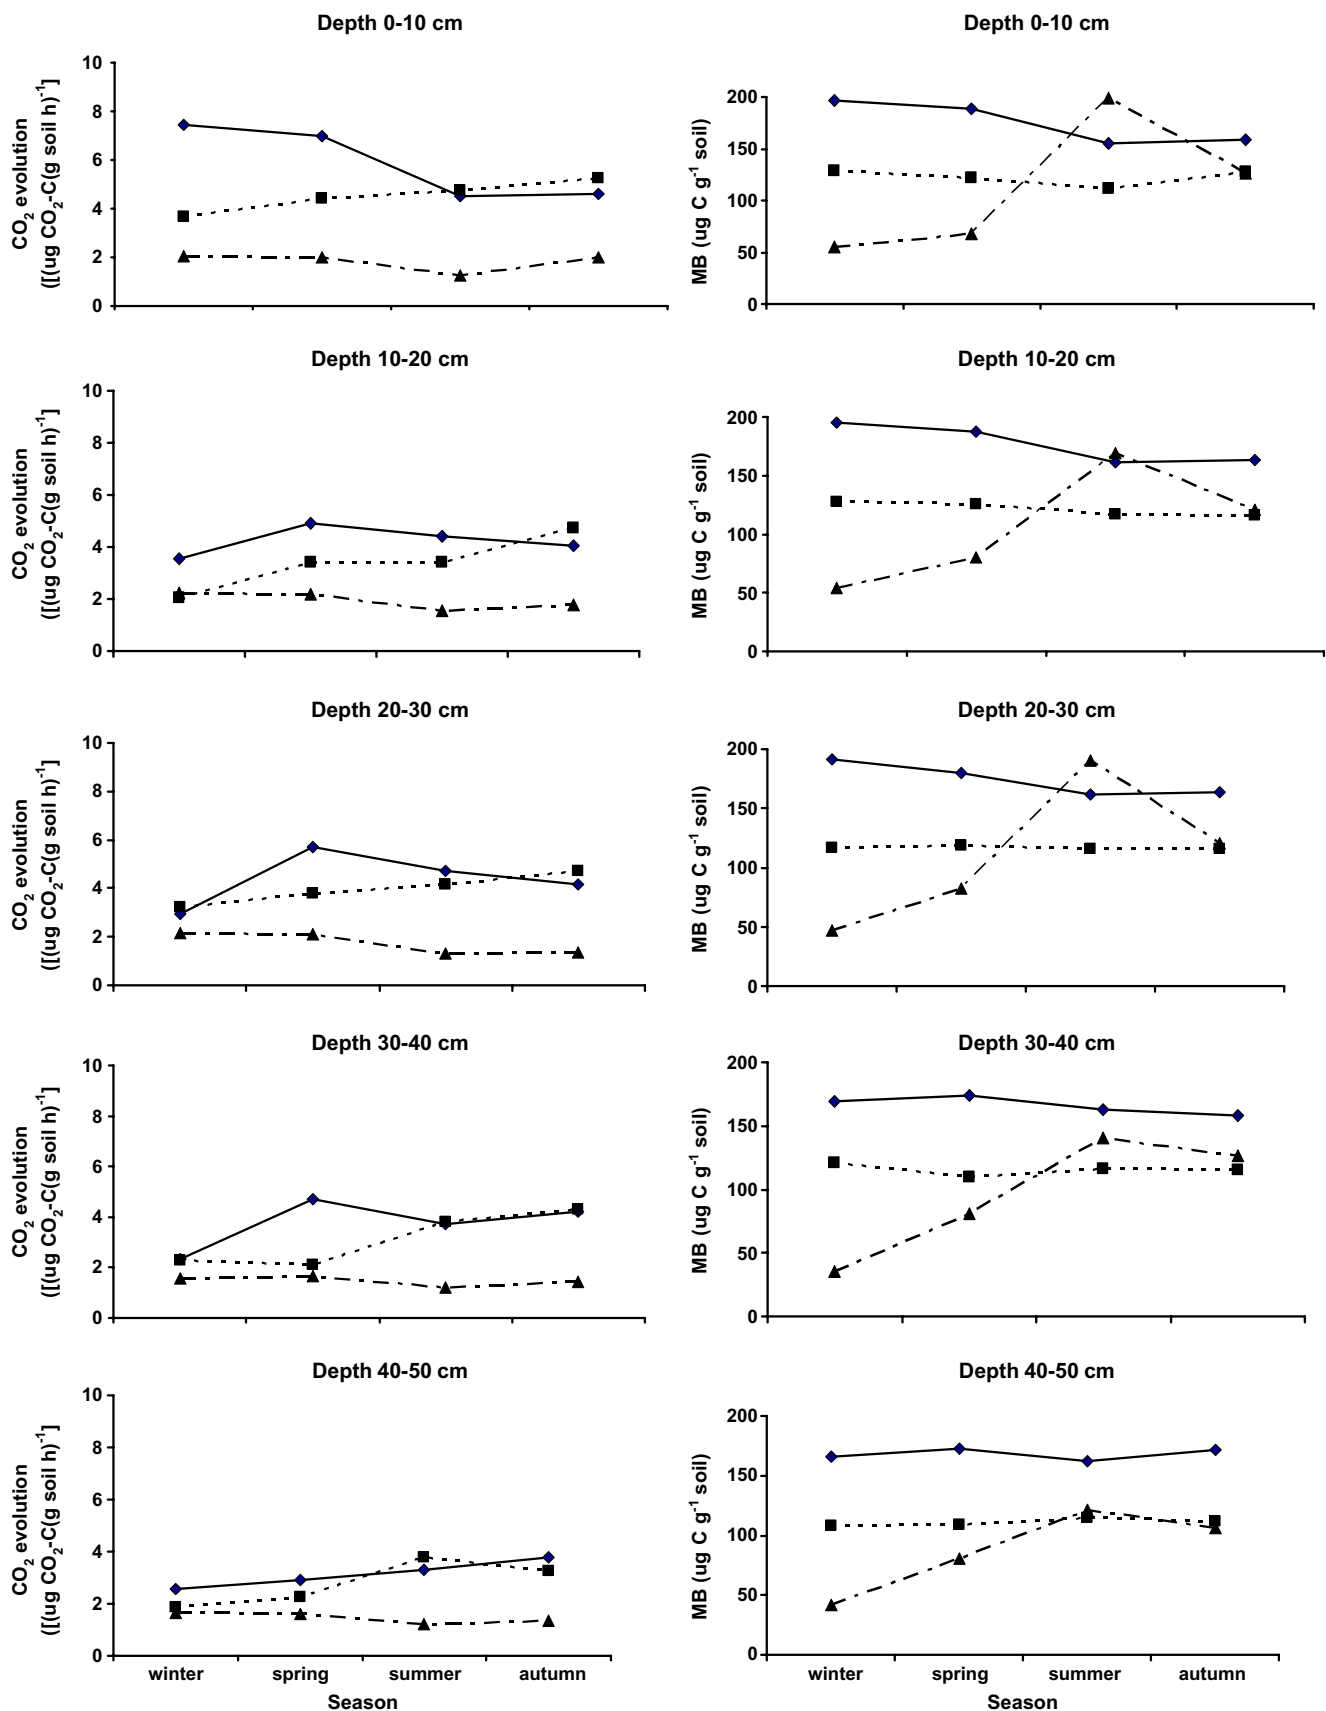 Depth 0-10 cm
CO₂ evolution
([(ug CO₂-C(g soil h)⁻¹]
10
8
6
4
2
0
Depth 0-10 cm
MB (ug C g⁻¹ soil)
200
150
100
50
0
Depth 10-20 cm
CO₂ evolution
([(ug CO₂-C(g soil h)⁻¹]
10
8
6
4
2
0
Depth 10-20 cm
MB (ug C g⁻¹ soil)
200
150
100
50
0
Depth 20-30 cm
CO₂ evolution
([(ug CO₂-C(g soil h)⁻¹]
10
8
6
4
2
0
Depth 20-30 cm
MB (ug C g⁻¹ soil)
200
150
100
50
0
Depth 30-40 cm
CO₂ evolution
([(ug CO₂-C(g soil h)⁻¹]
10
8
6
4
2
0
Depth 30-40 cm
MB (ug C g⁻¹ soil)
200
150
100
50
0
Depth 40-50 cm
CO₂ evolution
([(ug CO₂-C(g soil h)⁻¹]
10
8
6
4
2
0
winter spring summer autumn
Season
Depth 40-50 cm
MB (ug C g⁻¹ soil)
200
150
100
50
0
winter spring summer autumn
Season